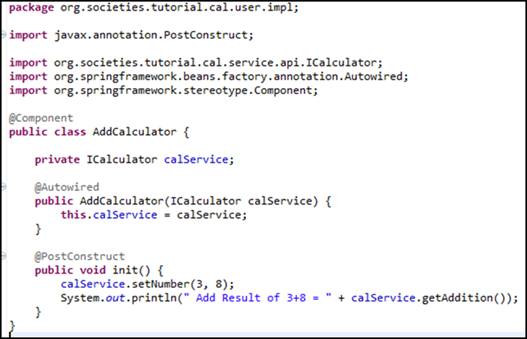 package org.societies.tutorial.cal.user.impl;
import javax.annotation.PostConstruct;
import org.societies.tutorial.cal.service.api.ICalculator;
import org.springframework.beans.factory.annotation.Autowired;
import org.springframework.stereotype.Component;
@Component
public class AddCalculator {
private ICalculator calService;
@Autowired
public AddCalculator(ICalculator calService) {
this.calService = calService;
}
@PostConstruct
public void init() {
calService.setNumber(3, 8);
System.out.println(" Add Result of 3+8 = " + calService.getAddition());
}
}